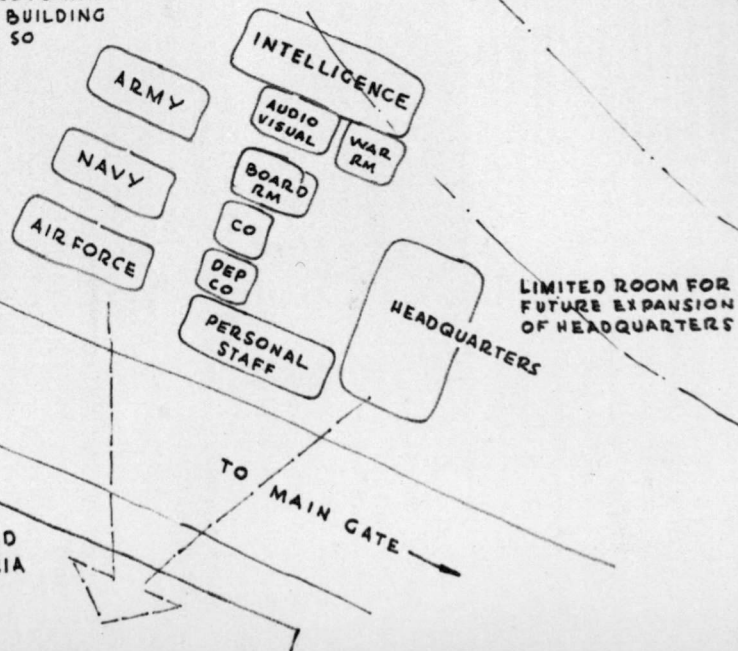 BUILDING
SO
INTELLIGENCE
ARMY
AUDIO
VISUAL
WAR
RM
NAVY
BOARD
RM
AIR FORCE
CO
DEP
CO
PERSONAL
STAFF
HEADQUARTERS
LIMITED ROOM FOR
FUTURE EXPANSION
OF HEADQUARTERS
TO MAIN GATE